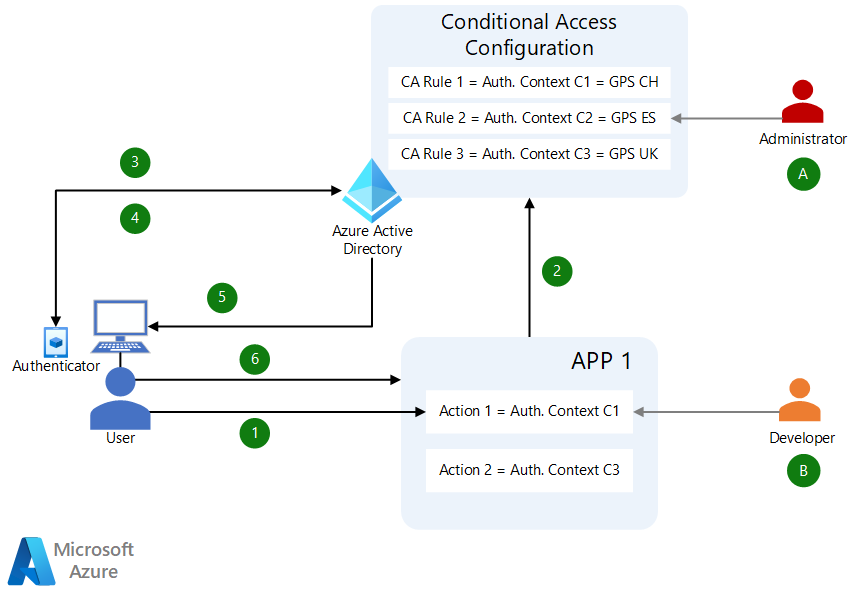 Conditional Access
Configuration
CA Rule 1 = Auth. Context C1 = GPS CH
CA Rule 2 = Auth. Context C2 = GPS ES
CA Rule 3 = Auth. Context C3 = GPS UK
Administrator
A
3
4
Azure Active
Directory
2
5
Authenticator
6
User
1
APP 1
Action 1 = Auth. Context C1
Action 2 = Auth. Context C3
Developer
B
Microsoft
Azure